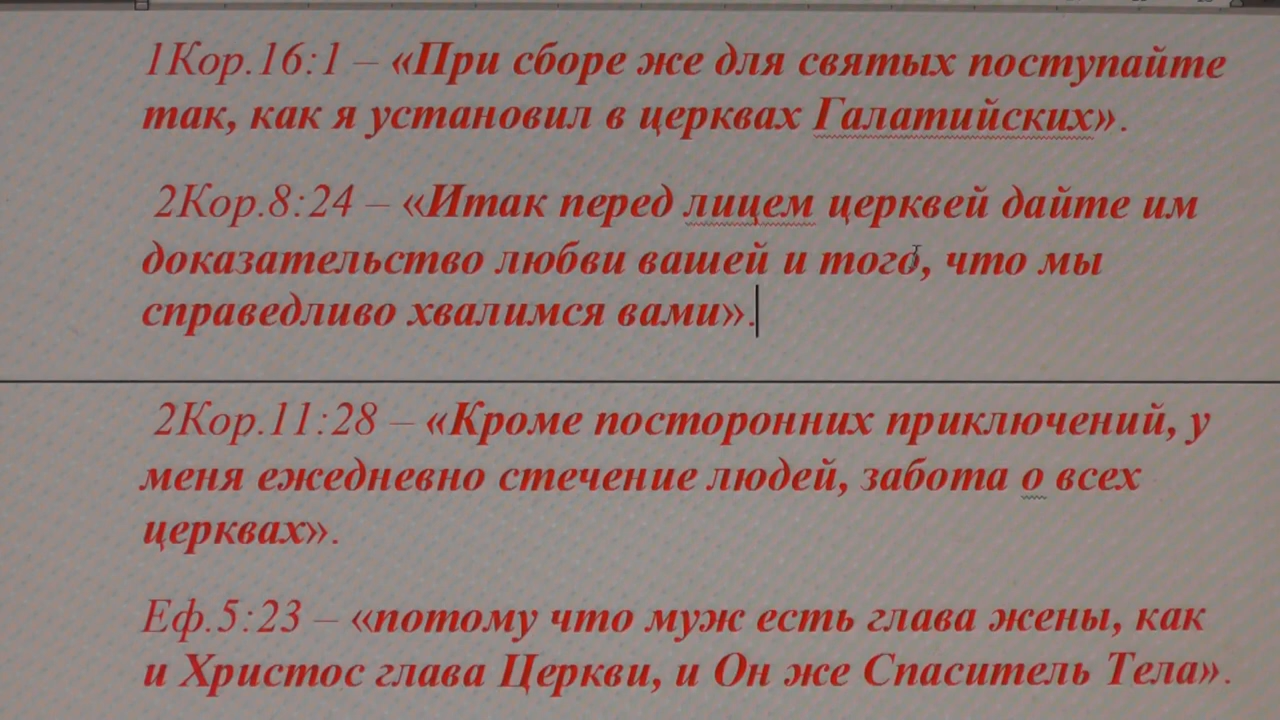 1Кор.16:1 – «При сборе же для святых поступайте
так, как я установил в церквах Галатийских».
2Кор.8:24 – «Итак перед лицем церквей дайте им
доказательство любви вашей и того, что мы
справедливо хвалимся вами».
2Кор.11:28 – «Кроме посторонних приключений, у
меня ежедневно стечение людей, забота о всех
церквах».
Еф.5:23 – «потому что муж есть глава жены, как
и Христос глава Церкви, и Он же Спаситель Тела».